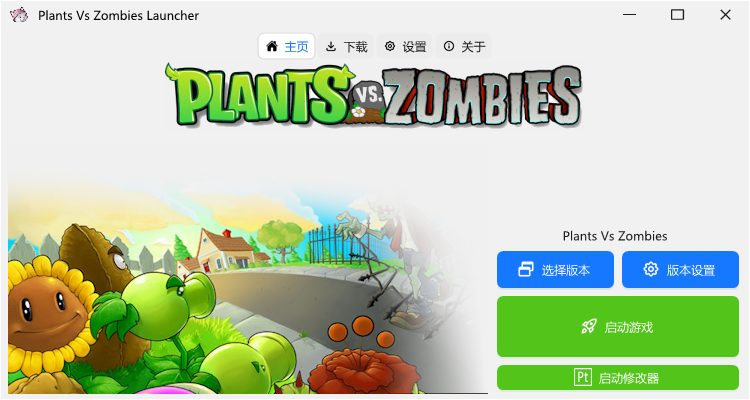 Plants Vs Zombies Launcher
主页 下载 设置 关于
PLANTS VS. ZOMBIES
Plants Vs Zombies
选择版本 版本设置
启动游戏
Pt 启动修改器